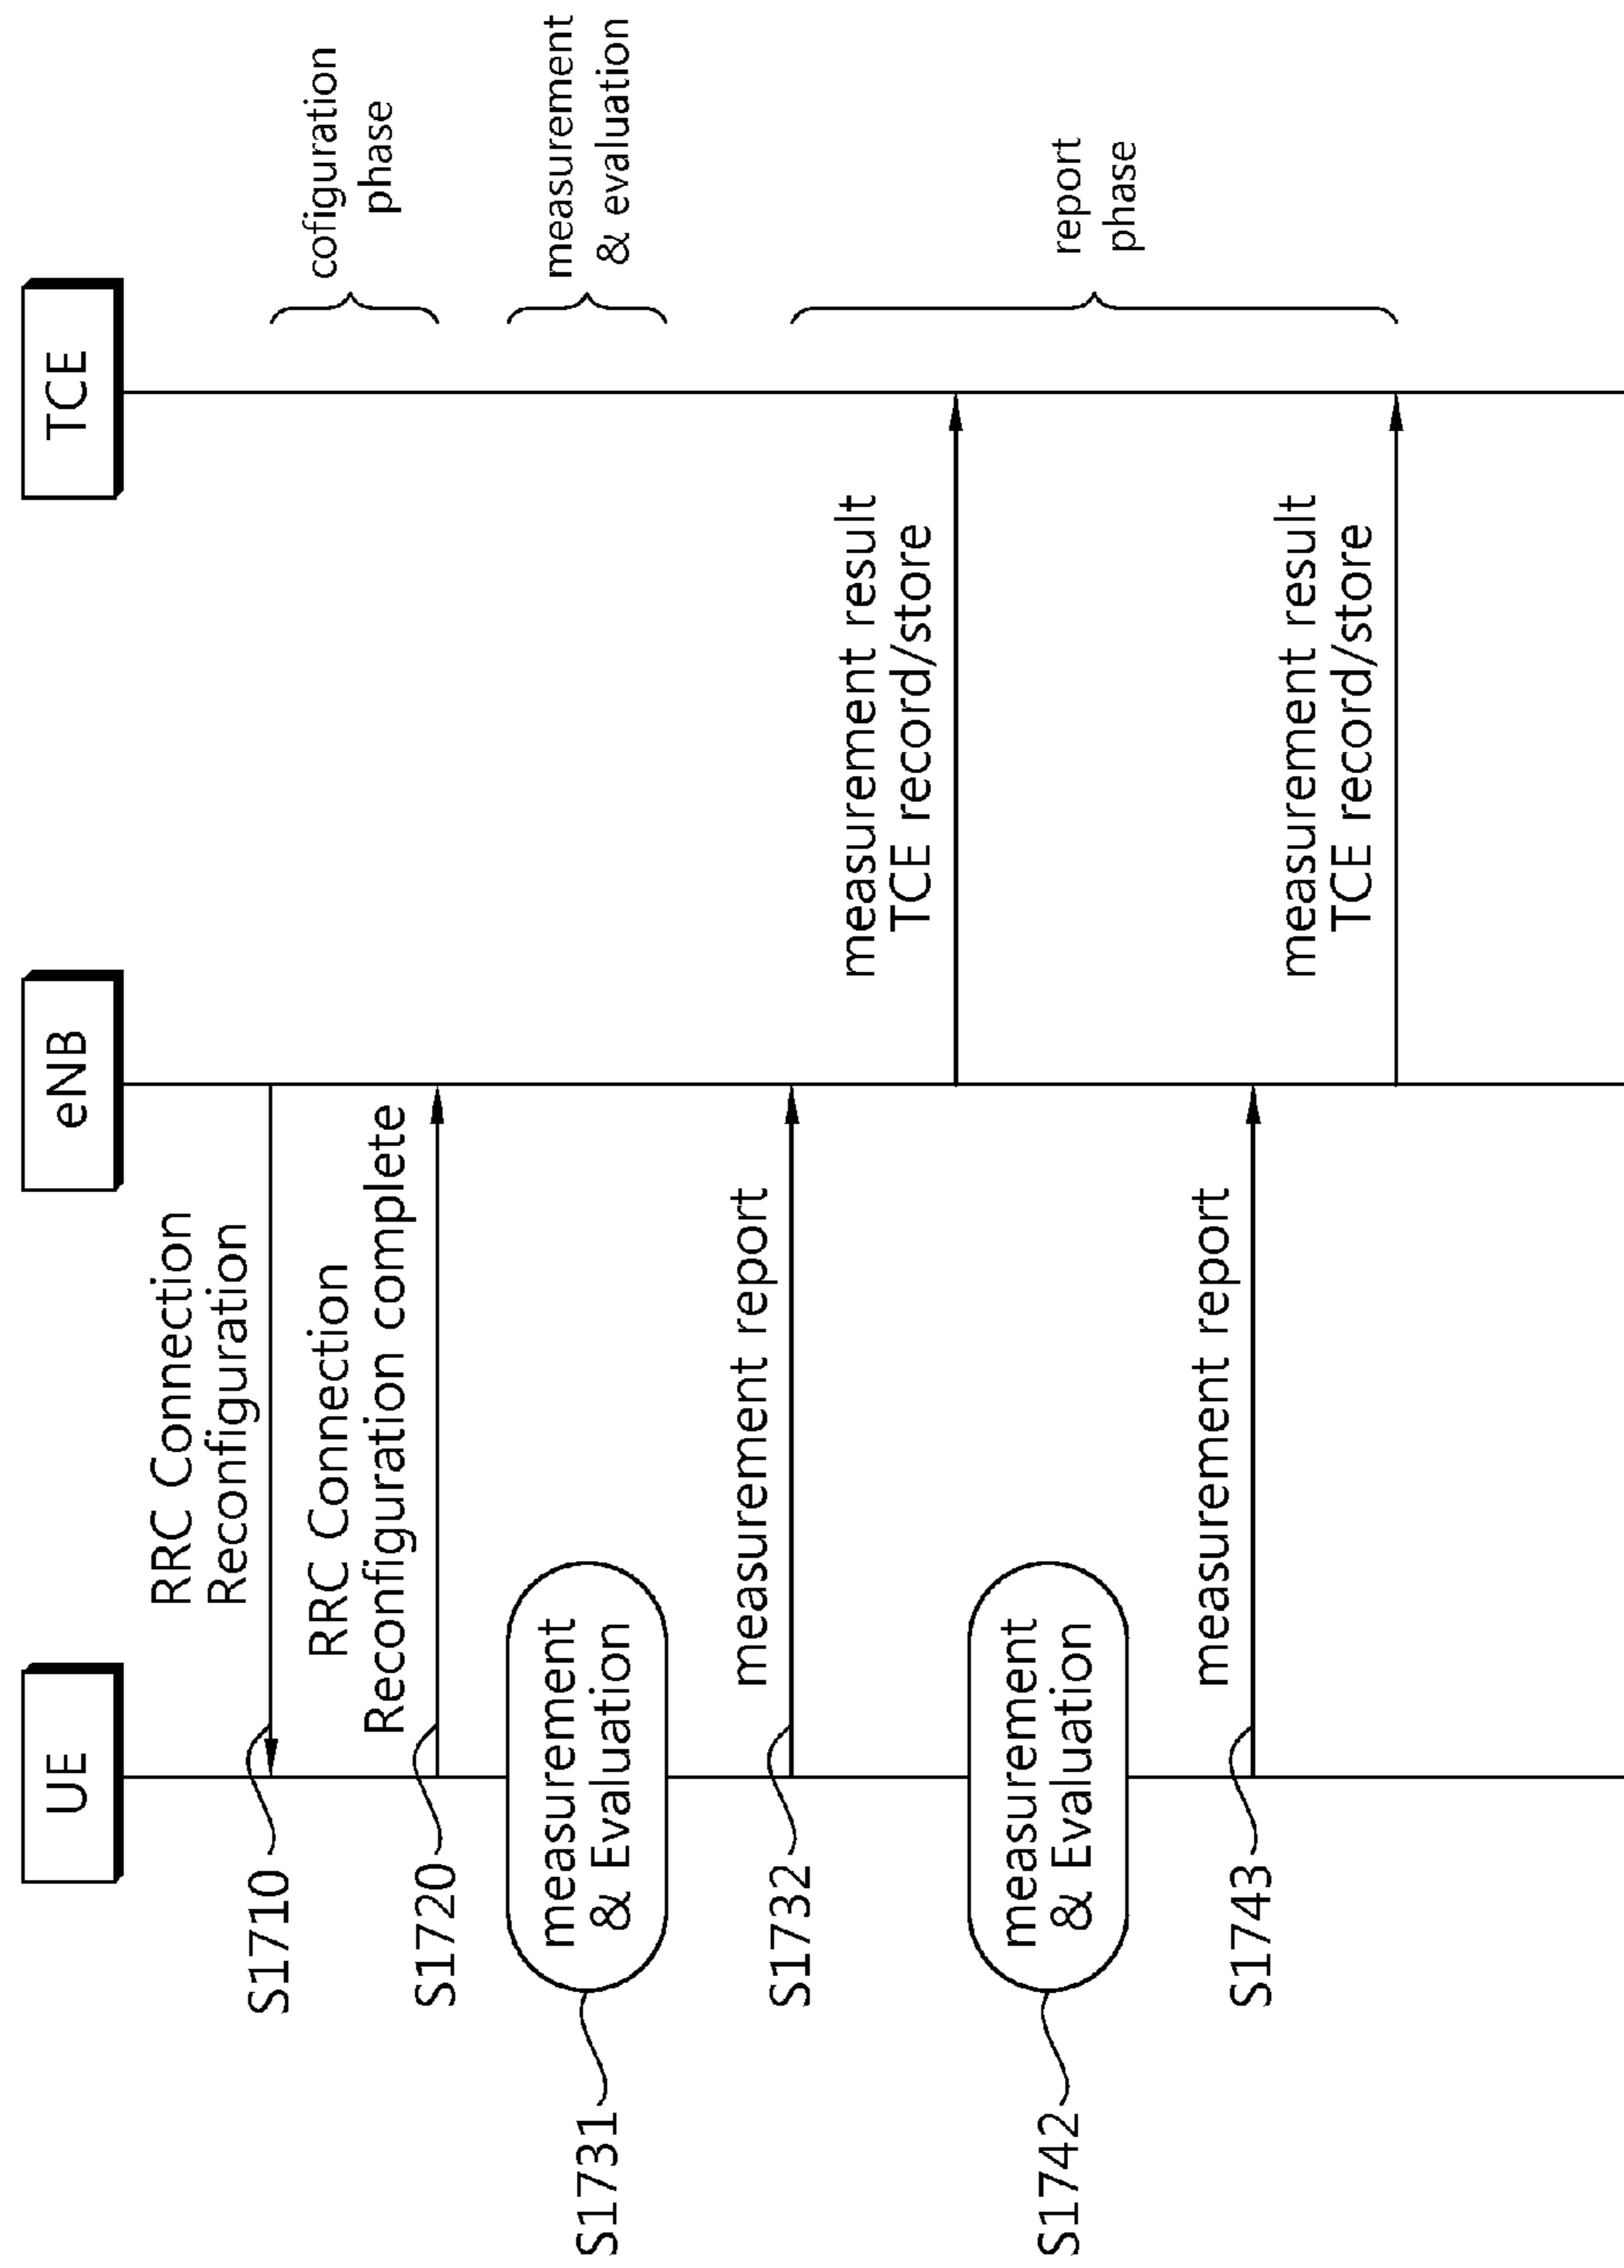 UE
eNB
TCE
RRC Connection
Reconfiguration
S1710
RRC Connection
Reconfiguration complete
S1720
cofiguration
phase
measurement
& Evaluation
S1731
measurement
& evaluation
measurement report
S1732
measurement result
TCE record/store
measurement
& Evaluation
S1742
report
phase
measurement report
S1743
measurement result
TCE record/store